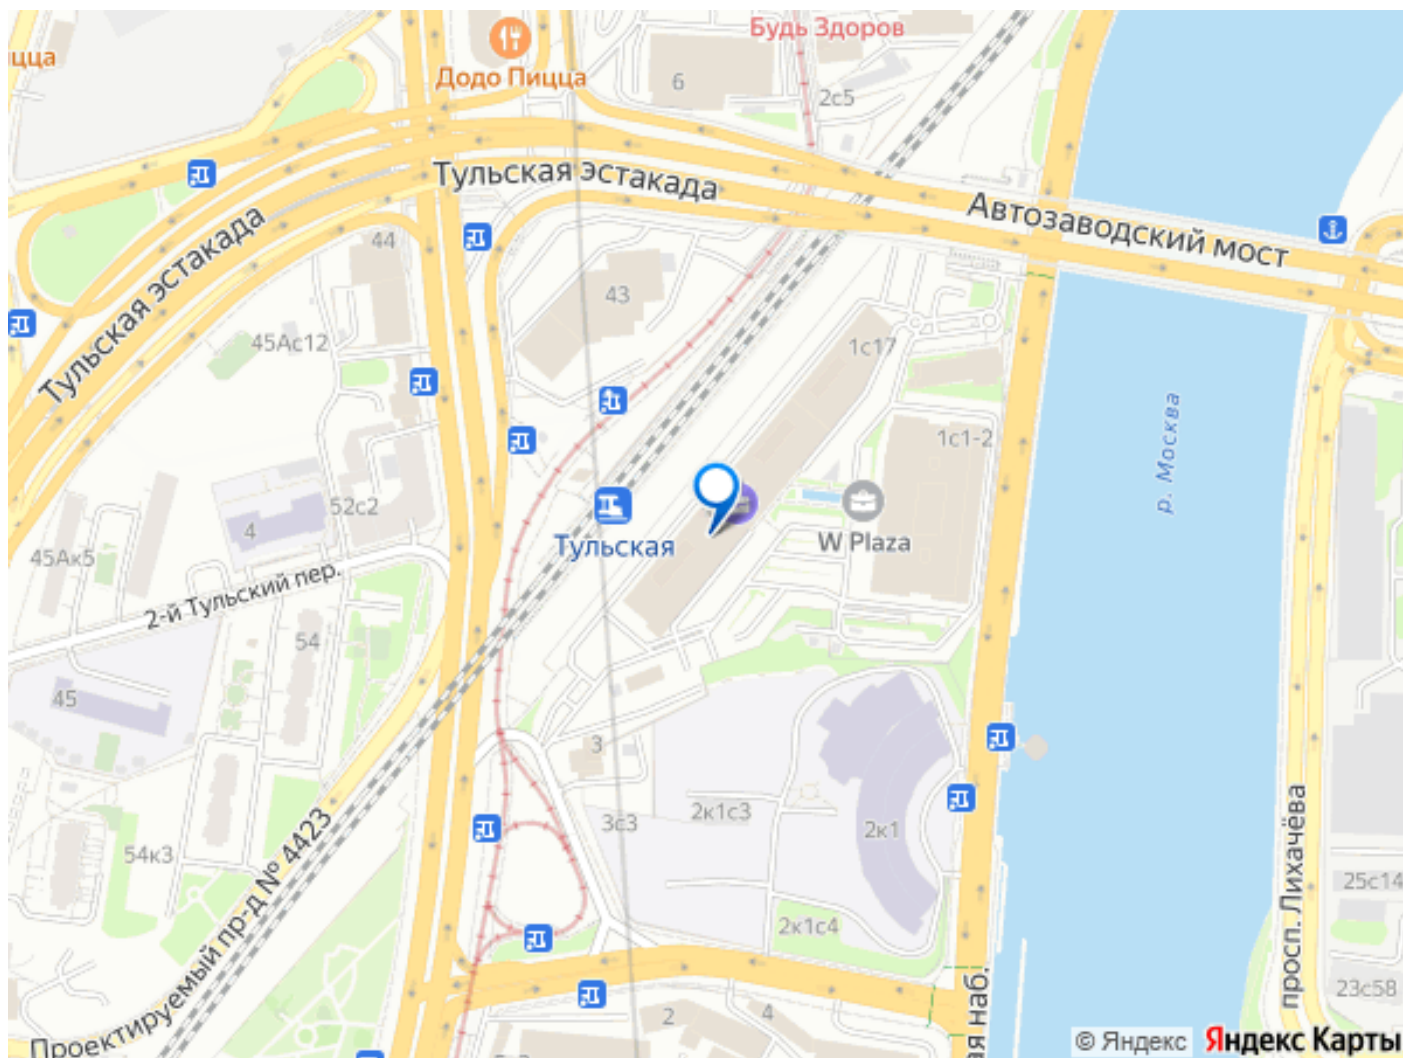 Будь Здоров
ицца
Додо Пицца
6
2с5
Тульская эстакада
Автозаводский мост
Тульская эстакада
44
43
45Ас12
1с17
1с1-2
р. Москва
52с2
4
W Plaza
Тульская
45Ак5
2-й Тульский пер.
54
45
3
2к1с3
3с3
2к1
54к3
Проектируемый пр-д № 4423
просп. Лихачёва
25с14
2к1с4
ая наб.
23с58
2
4
© Яндекс Яндекс Карты